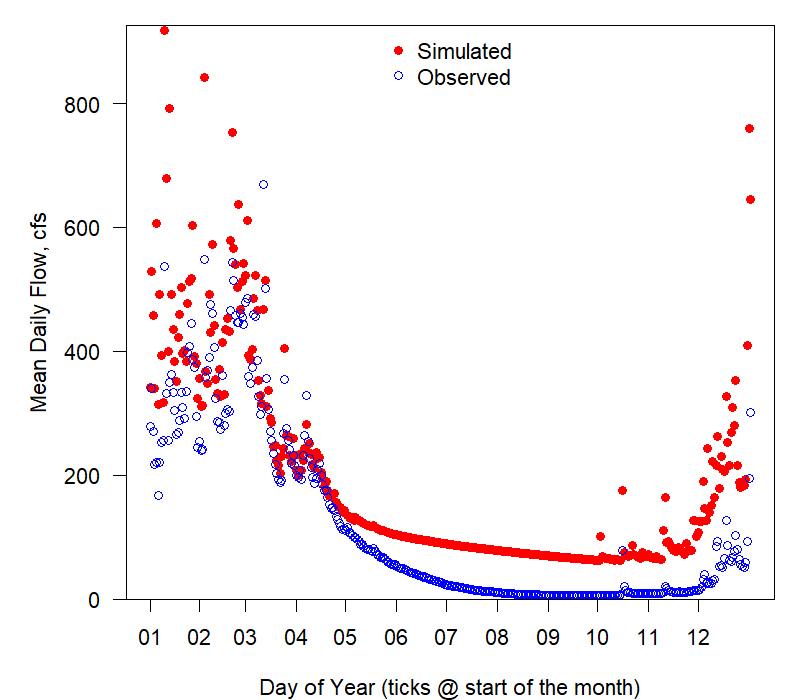 Simulated
Observed
Mean Daily Flow, cfs
800
600
400
200
0
01 02 03 04 05 06 07 08 09 10 11 12
Day of Year (ticks @ start of the month)